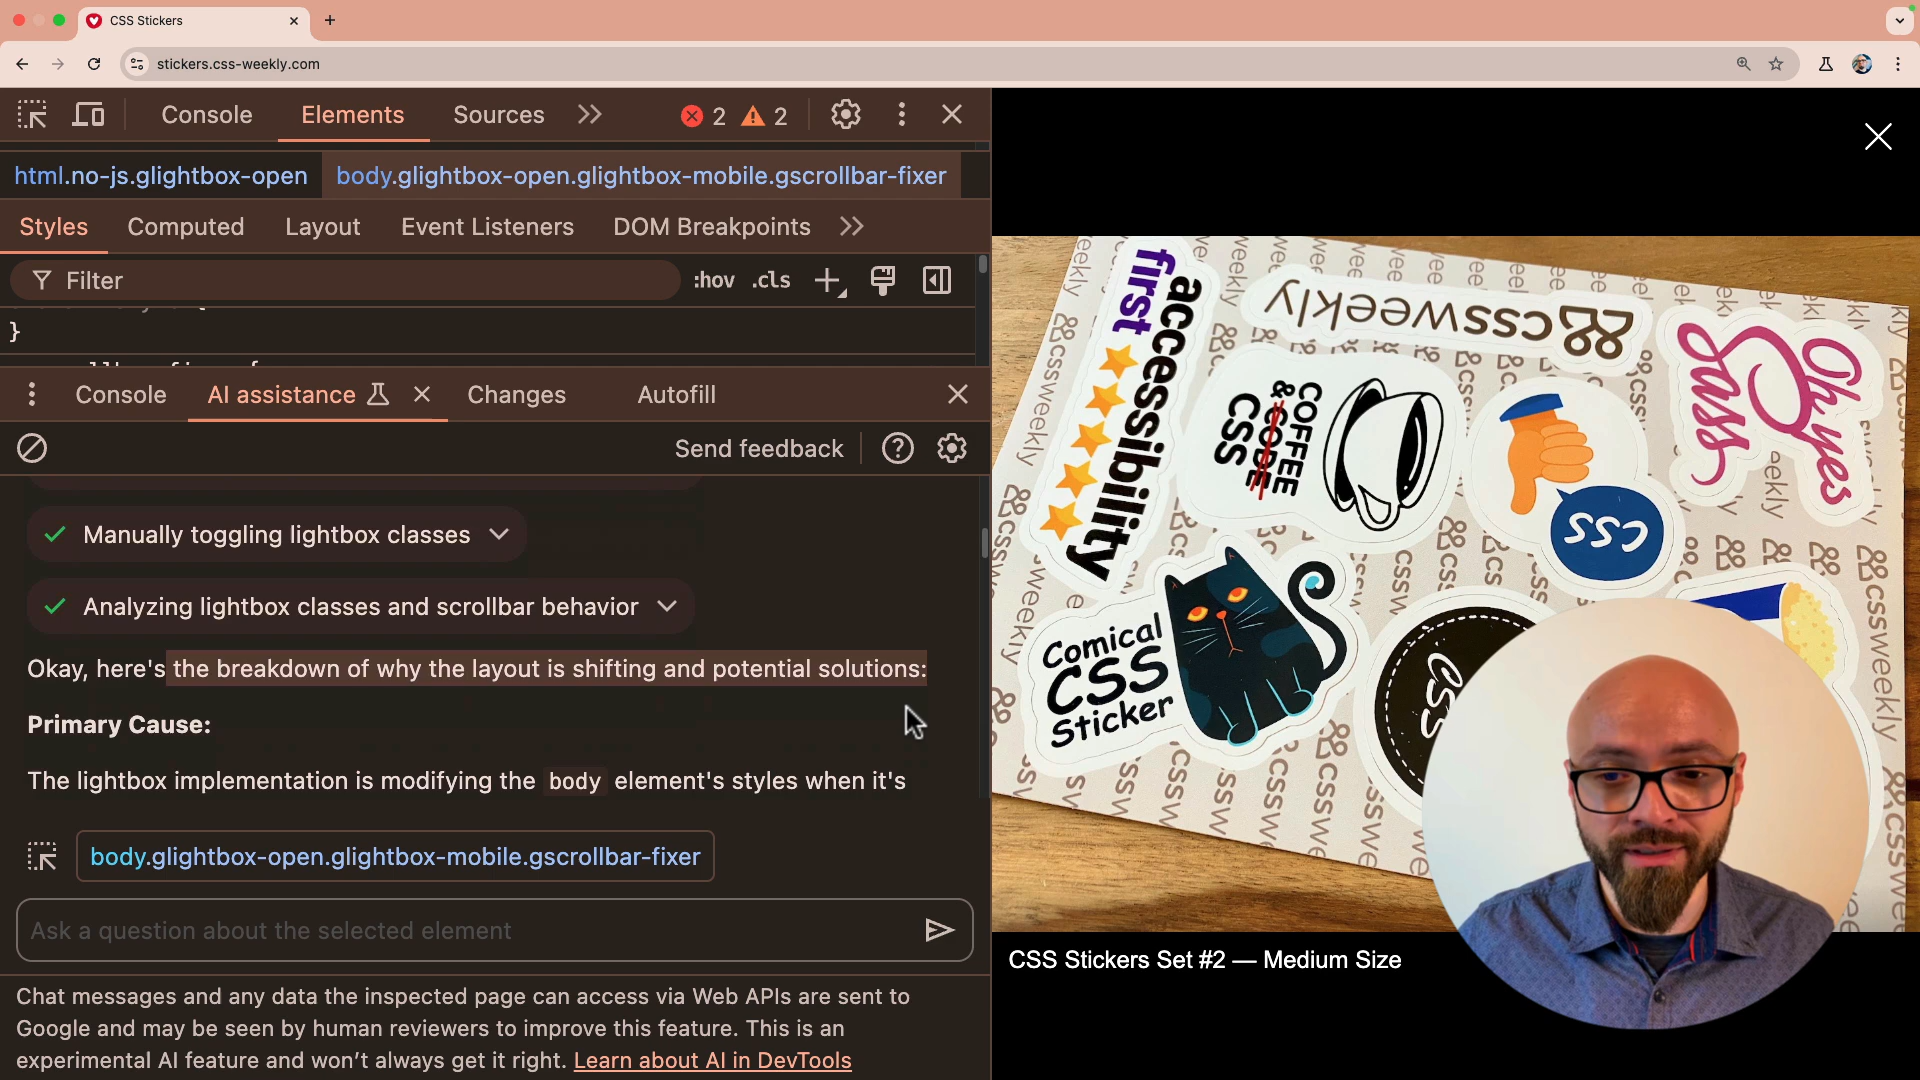 CSS Stickers
stickers.css-weekly.com
Console Elements Sources 2 2
html.no-js.glightbox-open body.glightbox-open.glightbox-mobile.gscrollbar-fixer
Styles Computed Layout Event Listeners DOM Breakpoints
Filter :hov .cls
}
Console AI assistance Changes Autofill
Send feedback
Manually toggling lightbox classes
Analyzing lightbox classes and scrollbar behavior
Okay, here's the breakdown of why the layout is shifting and potential solutions:
Primary Cause:
The lightbox implementation is modifying the body element's styles when it's
body.glightbox-open.glightbox-mobile.gscrollbar-fixer
Ask a question about the selected element
Chat messages and any data the inspected page can access via Web APIs are sent to
Google and may be seen by human reviewers to improve this feature. This is an
experimental AI feature and won't always get it right. Learn about AI in DevTools
accessibility
first
cssweekly
Oh, yes
Sass
COFFEE
& CODE
CSS
CSS
Comical
CSS
Sticker
CSS
CSS Stickers Set #2 — Medium Size